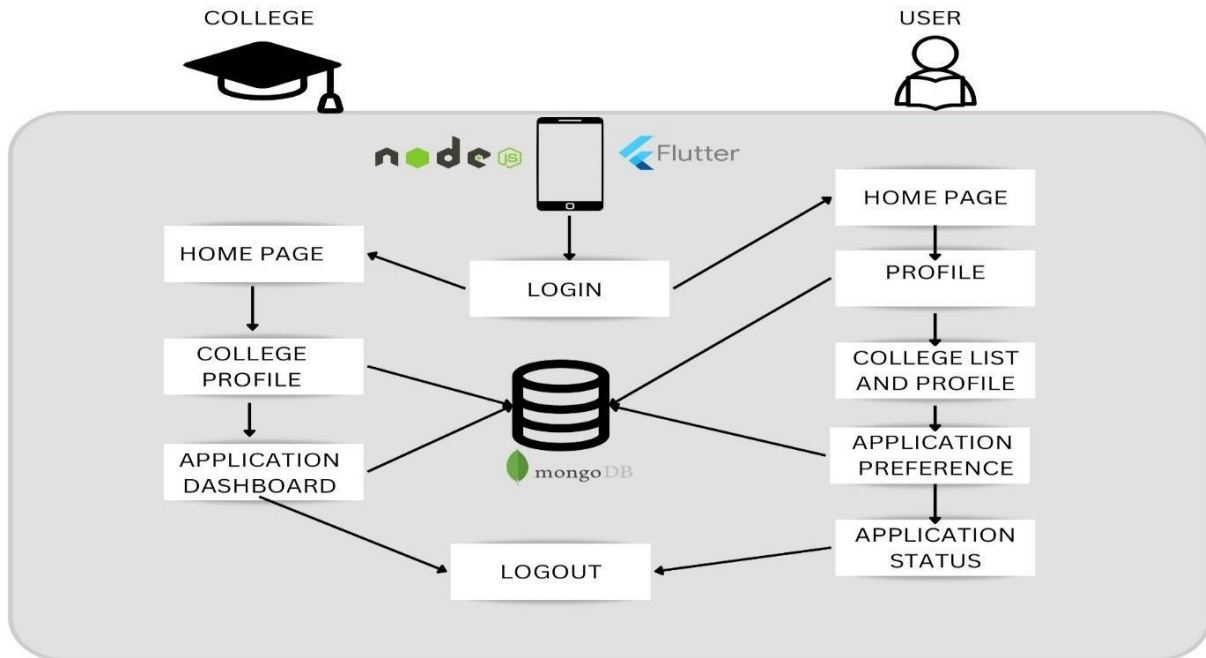 COLLEGE
USER
node JS
Flutter
HOME PAGE
HOME PAGE
LOGIN
PROFILE
COLLEGE
PROFILE
COLLEGE LIST
AND PROFILE
APPLICATION
DASHBOARD
mongoDB
APPLICATION
PREFERENCE
LOGOUT
APPLICATION
STATUS